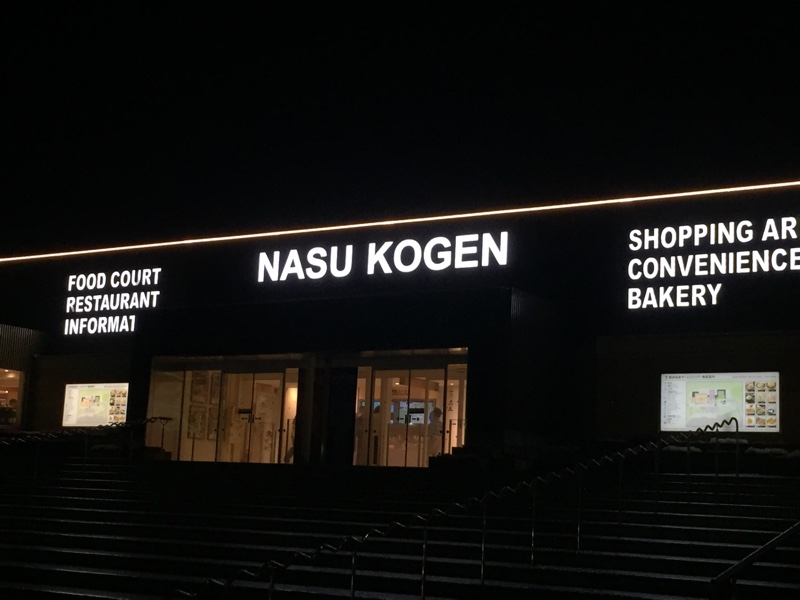 NASU KOGEN
FOOD COURT
RESTAURANT
INFORMAT
SHOPPING AR
CONVENIENCE
BAKERY